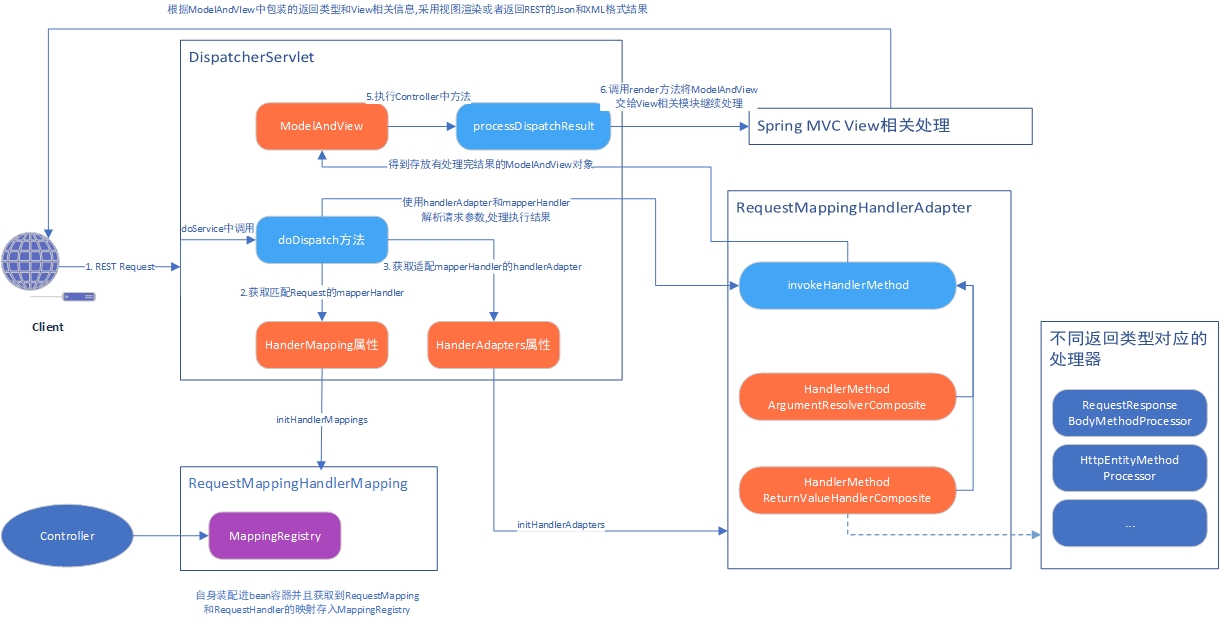 根据ModelAndVIew中包装的返回类型和View相关信息,采用视图渲染或者返回REST的Json和XML格式结果
DispatcherServlet
5.执行Controller中方法
6.调用render方法将ModelAndView
交给View相关模块继续处理
ModelAndView
processDispatchResult
Spring MVC View相关处理
得到存放有处理完结果的ModelAndView对象
使用handlerAdapter和mapperHandler
解析请求参数,处理执行结果
RequestMappingHandlerAdapter
doService中调用
doDispatch方法
1. REST Request
3. 获取适配mapperHandler的handlerAdapter
invokeHandlerMethod
2.获取匹配Request的mapperHandler
Client
HanderMapping属性
HanderAdapters属性
不同返回类型对应的
处理器
HandlerMethod
ArgumentResolverComposite
RequestResponse
BodyMethodProcessor
initHandlerMappings
HttpEntityMethod
Processor
RequestMappingHandlerMapping
HandlerMethod
ReturnValueHandlerComposite
...
initHandlerAdapters
Controller
MappingRegistry
自身装配进bean容器并且获取到RequestMapping
和RequestHandler的映射存入MappingRegistry